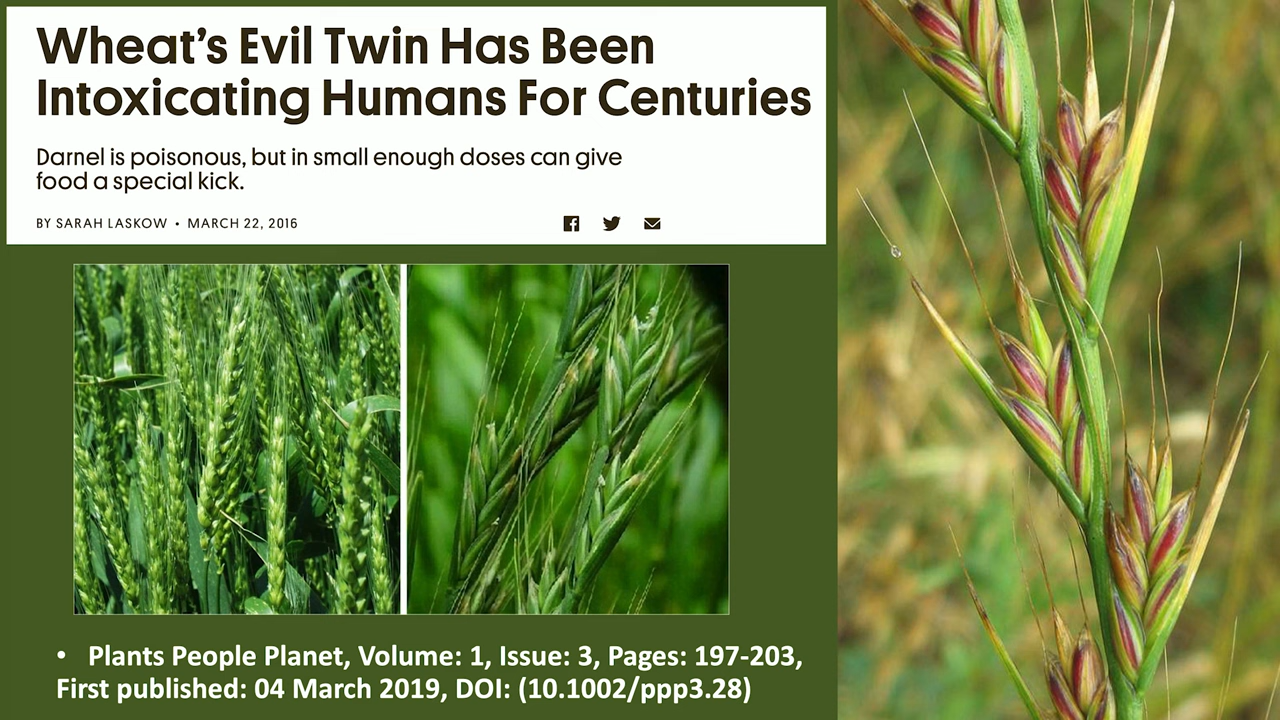 Wheat's Evil Twin Has Been
Intoxicating Humans For Centuries
Darnel is poisonous, but in small enough doses can give
food a special kick.
BY SARAH LASKOW • MARCH 22, 2016
• Plants People Planet, Volume: 1, Issue: 3, Pages: 197-203,
First published: 04 March 2019, DOI: (10.1002/ppp3.28)